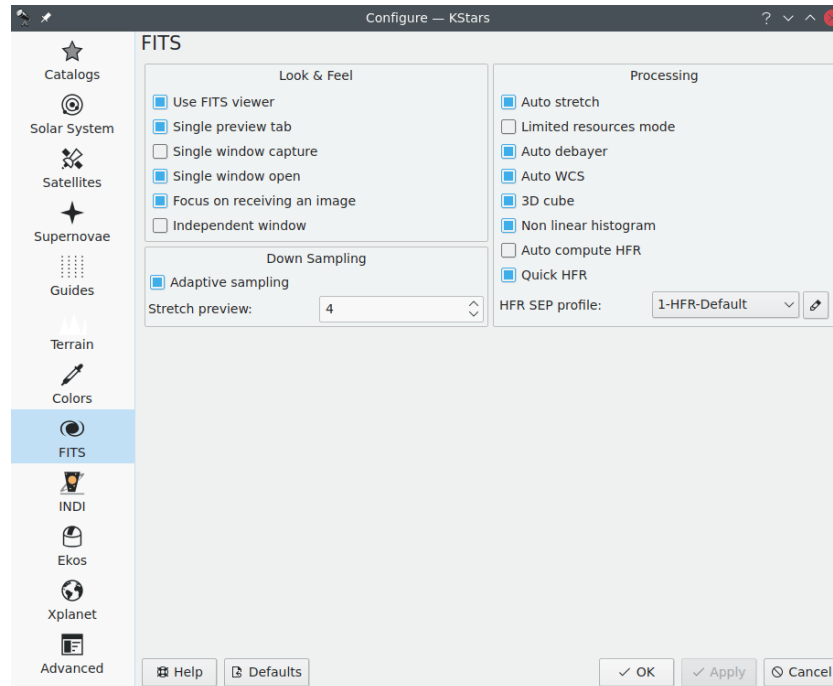 Configure — KStars
Catalogs
Solar System
Satellites
Supernovae
Guides
Terrain
Colors
FITS
INDI
Ekos
Xplanet
Advanced
FITS
Look & Feel
Use FITS viewer
Single preview tab
Single window capture
Single window open
Focus on receiving an image
Independent window
Down Sampling
Adaptive sampling
Stretch preview: 4
Processing
Auto stretch
Limited resources mode
Auto debayer
Auto WCS
3D cube
Non linear histogram
Auto compute HFR
Quick HFR
HFR SEP profile: 1-HFR-Default
Help Defaults OK Apply Cancel